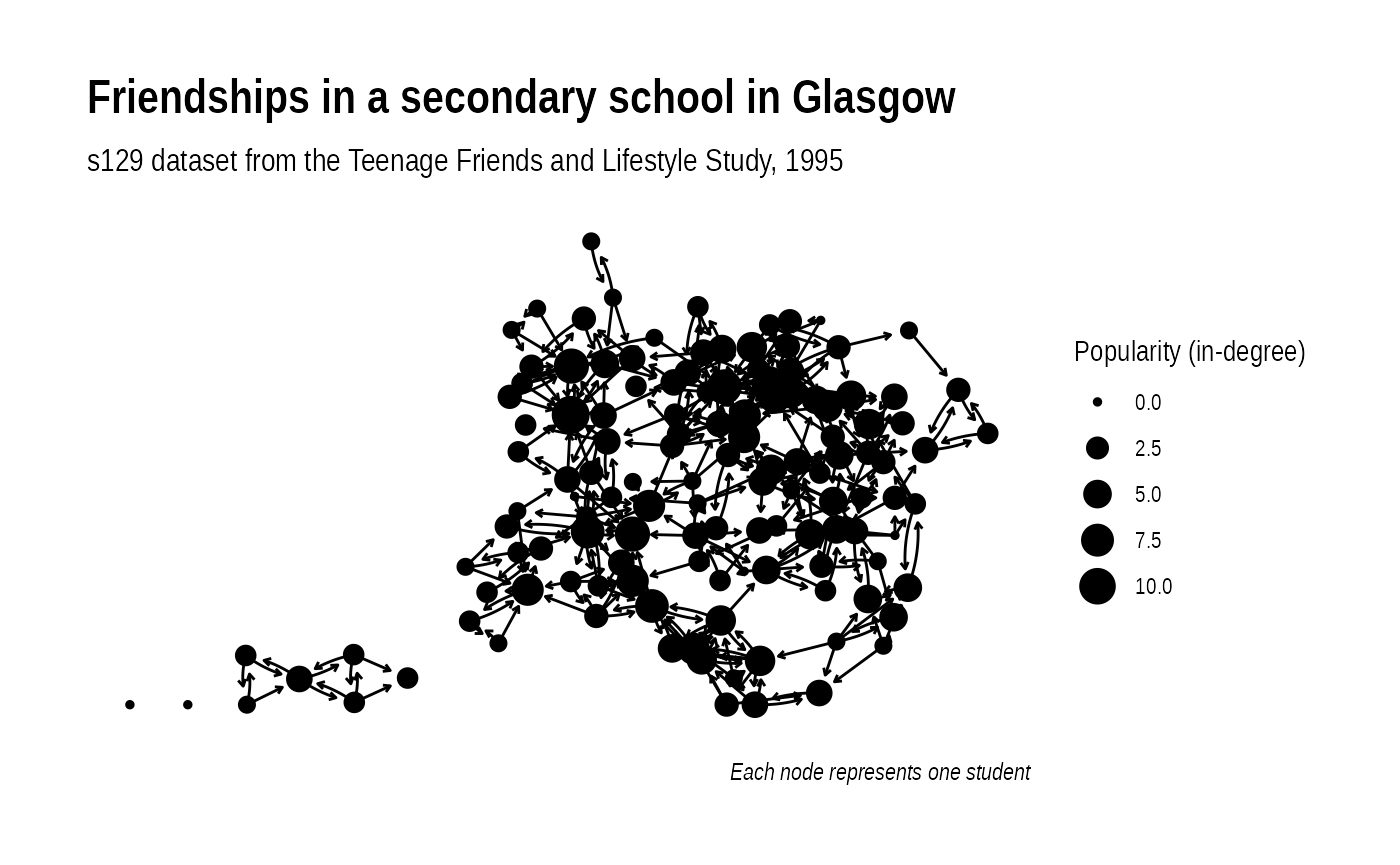 Friendships in a secondary school in Glasgow
s129 dataset from the Teenage Friends and Lifestyle Study, 1995
Popularity (in-degree)
0.0
2.5
5.0
7.5
10.0
Each node represents one student